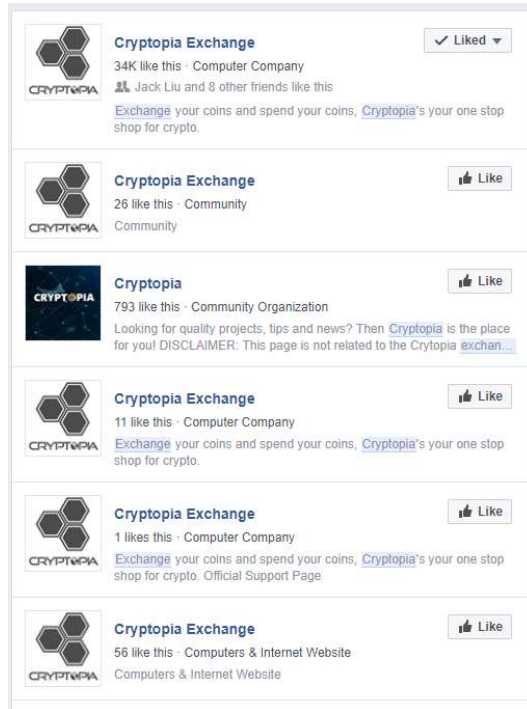 CRYPTOPIA
Cryptopia Exchange
Liked
34K like this · Computer Company
Jack Liu and 8 other friends like this
Exchange your coins and spend your coins, Cryptopia's your one stop
shop for crypto.
CRYPTOPIA
Cryptopia Exchange
Like
26 like this · Community
Community
CRYPTOPIA
Cryptopia
Like
793 like this · Community Organization
Looking for quality projects, tips and news? Then Cryptopia is the place
for you! DISCLAIMER: This page is not related to the Crytopia exchan...
CRYPTOPIA
Cryptopia Exchange
Like
11 like this · Computer Company
Exchange your coins and spend your coins, Cryptopia's your one stop
shop for crypto.
CRYPTOPIA
Cryptopia Exchange
Like
1 likes this · Computer Company
Exchange your coins and spend your coins, Cryptopia's your one stop
shop for crypto. Official Support Page
CRYPTOPIA
Cryptopia Exchange
Like
56 like this · Computers & Internet Website
Computers & Internet Website